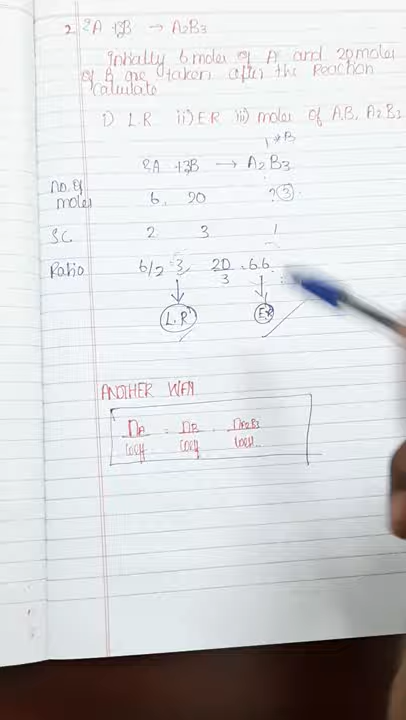 2. 2A + 3B → A2B3
Initially 6 moles of A and 20 moles
of B are taken after the Reaction
calculate
i) L.R ii) E.R iii) moles of A,B, A2B3
2A + 3B → A2B3
No. of moles 6, 20 ? 3
SC. 2 3 1
Ratio 6/2 = 3, 20/3 = 6.6
L.R E.R
ANOTHER WAY
nA/coeff = nB/coeff = nA2B3/coeff